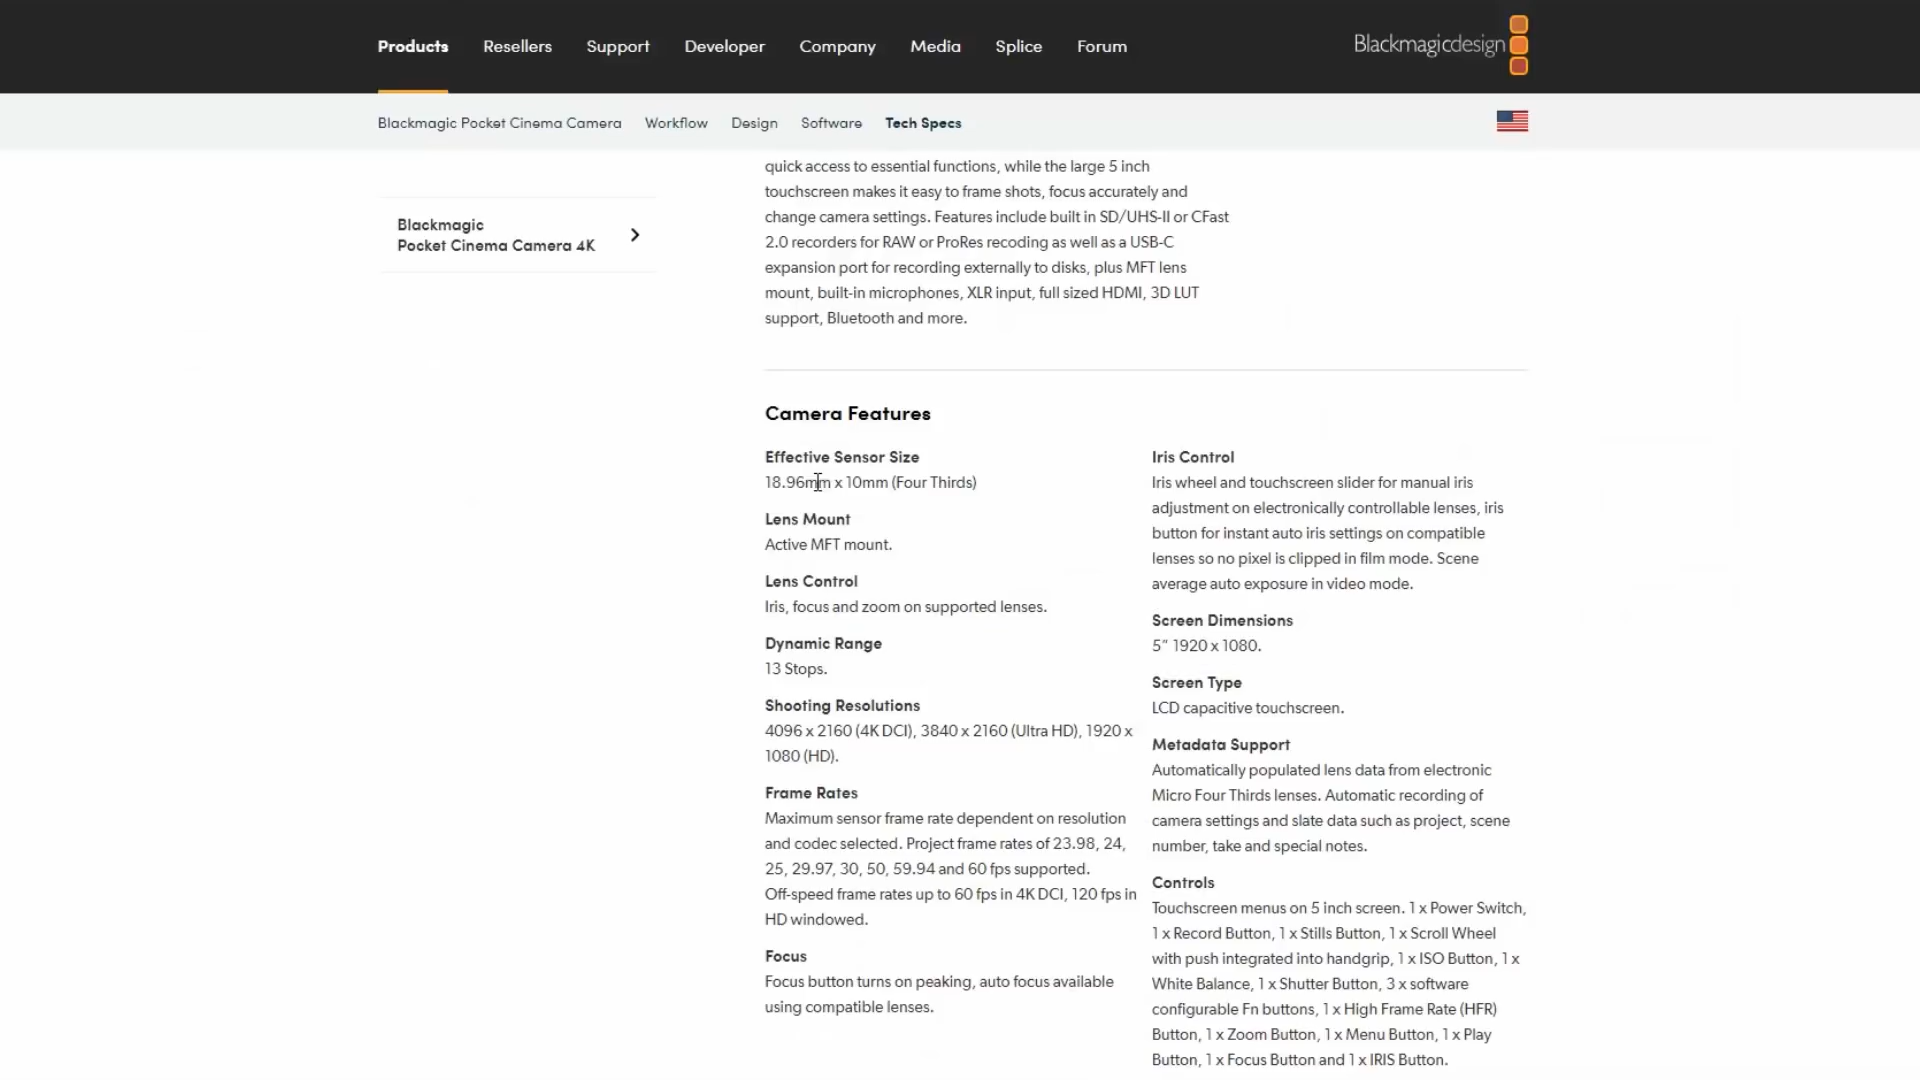 Products Resellers Support Developer Company Media Splice Forum
Blackmagicdesign
Blackmagic Pocket Cinema Camera Workflow Design Software Tech Specs
Blackmagic
Pocket Cinema Camera 4K
quick access to essential functions, while the large 5 inch
touchscreen makes it easy to frame shots, focus accurately and
change camera settings. Features include built in SD/UHS-II or CFast
2.0 recorders for RAW or ProRes recoding as well as a USB-C
expansion port for recording externally to disks, plus MFT lens
mount, built-in microphones, XLR input, full sized HDMI, 3D LUT
support, Bluetooth and more.
Camera Features
Effective Sensor Size
18.96mm x 10mm (Four Thirds)
Lens Mount
Active MFT mount.
Lens Control
Iris, focus and zoom on supported lenses.
Dynamic Range
13 Stops.
Shooting Resolutions
4096 x 2160 (4K DCI), 3840 x 2160 (Ultra HD), 1920 x
1080 (HD).
Frame Rates
Maximum sensor frame rate dependent on resolution
and codec selected. Project frame rates of 23.98, 24,
25, 29.97, 30, 50, 59.94 and 60 fps supported.
Off-speed frame rates up to 60 fps in 4K DCI, 120 fps in
HD windowed.
Focus
Focus button turns on peaking, auto focus available
using compatible lenses.
Iris Control
Iris wheel and touchscreen slider for manual iris
adjustment on electronically controllable lenses, iris
button for instant auto iris settings on compatible
lenses so no pixel is clipped in film mode. Scene
average auto exposure in video mode.
Screen Dimensions
5” 1920 x 1080.
Screen Type
LCD capacitive touchscreen.
Metadata Support
Automatically populated lens data from electronic
Micro Four Thirds lenses. Automatic recording of
camera settings and slate data such as project, scene
number, take and special notes.
Controls
Touchscreen menus on 5 inch screen. 1 x Power Switch,
1 x Record Button, 1 x Stills Button, 1 x Scroll Wheel
with push integrated into handgrip, 1 x ISO Button, 1 x
White Balance, 1 x Shutter Button, 3 x software
configurable Fn buttons, 1 x High Frame Rate (HFR)
Button, 1 x Zoom Button, 1 x Menu Button, 1 x Play
Button, 1 x Focus Button and 1 x IRIS Button.